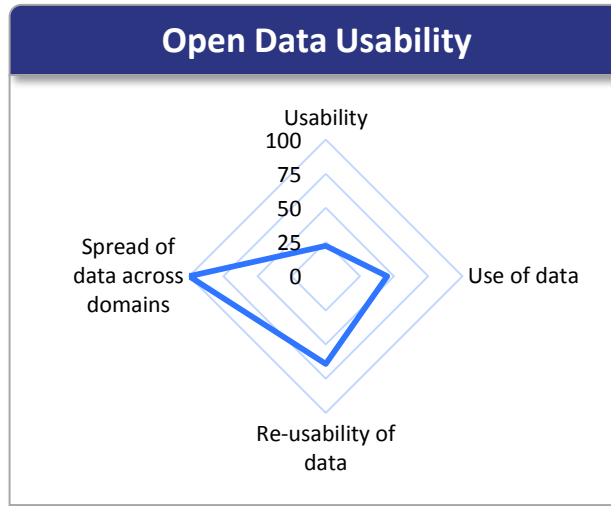 Open Data Usability
Usability
100
75
50
25
0
Spread of
data across
domains
Use of data
Re-usability of
data